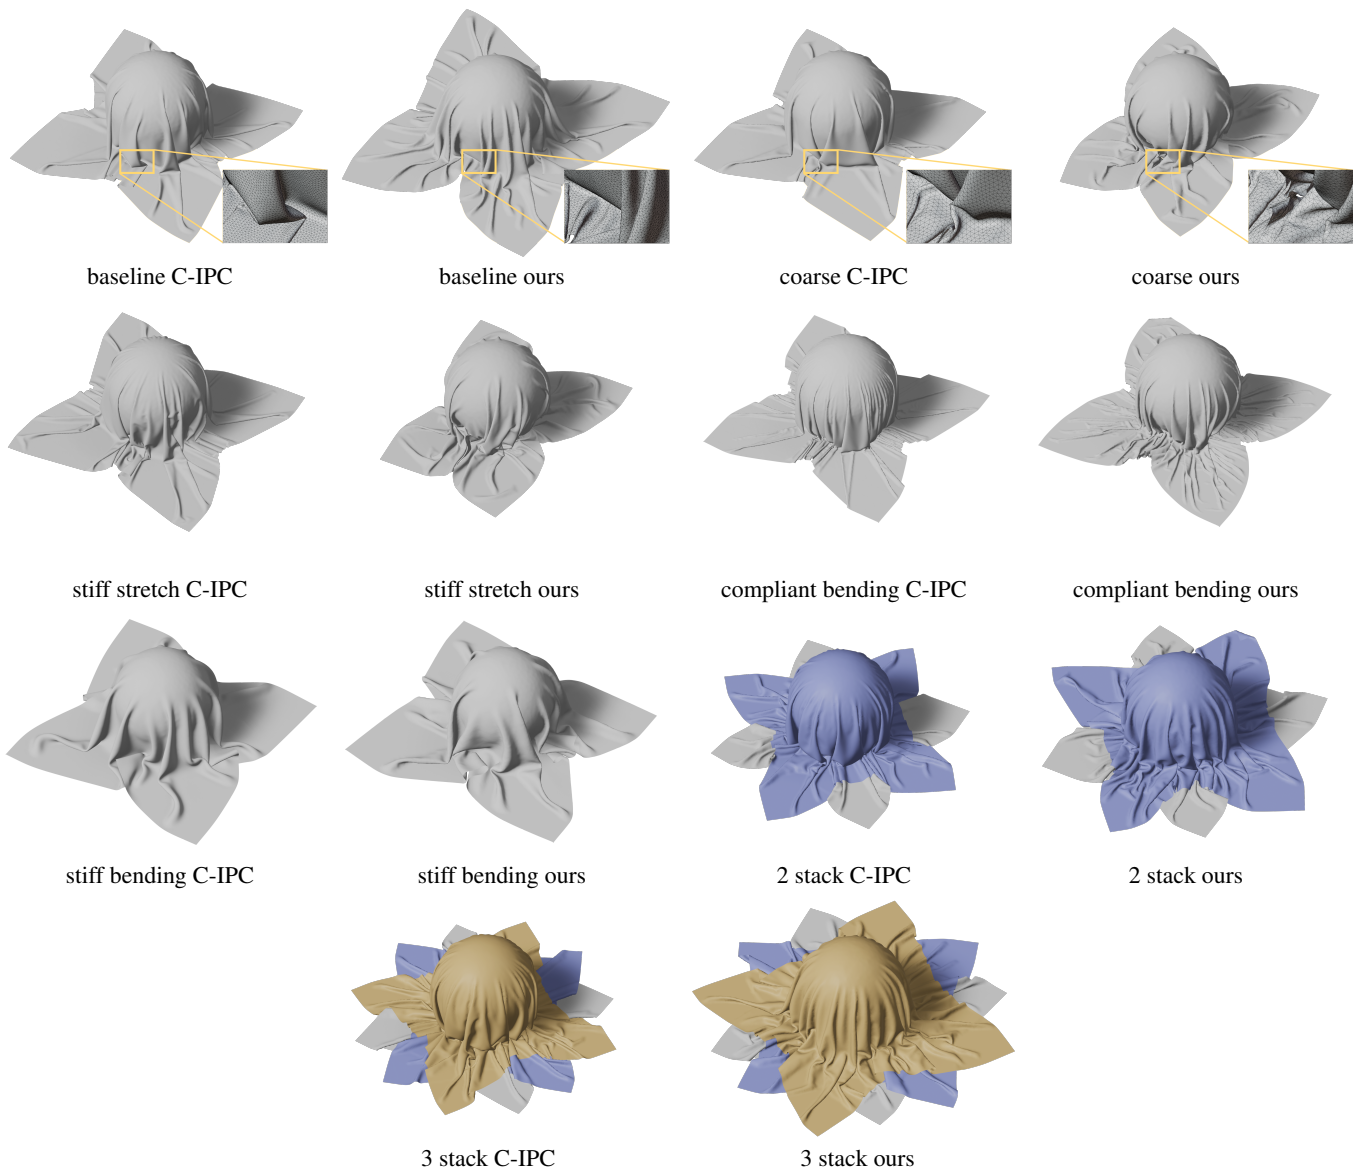 baseline C-IPC
baseline ours
coarse C-IPC
coarse ours
stiff stretch C-IPC
stiff stretch ours
compliant bending C-IPC
compliant bending ours
stiff bending C-IPC
stiff bending ours
2 stack C-IPC
2 stack ours
3 stack C-IPC
3 stack ours